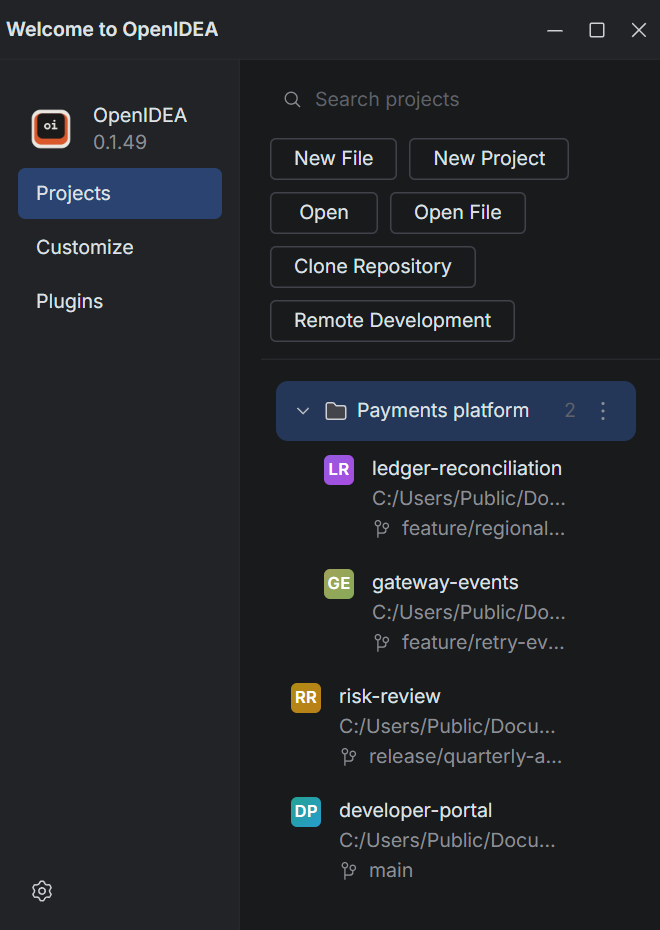 Welcome to OpenIDEA
oi
OpenIDEA
0.1.49
Projects
Customize
Plugins
Search projects
New File
New Project
Open
Open File
Clone Repository
Remote Development
Payments platform 2
LR ledger-reconciliation
C:/Users/Public/Do...
feature/regional...
GE gateway-events
C:/Users/Public/Do...
feature/retry-ev...
RR risk-review
C:/Users/Public/Docu...
release/quarterly-a...
DP developer-portal
C:/Users/Public/Docu...
main